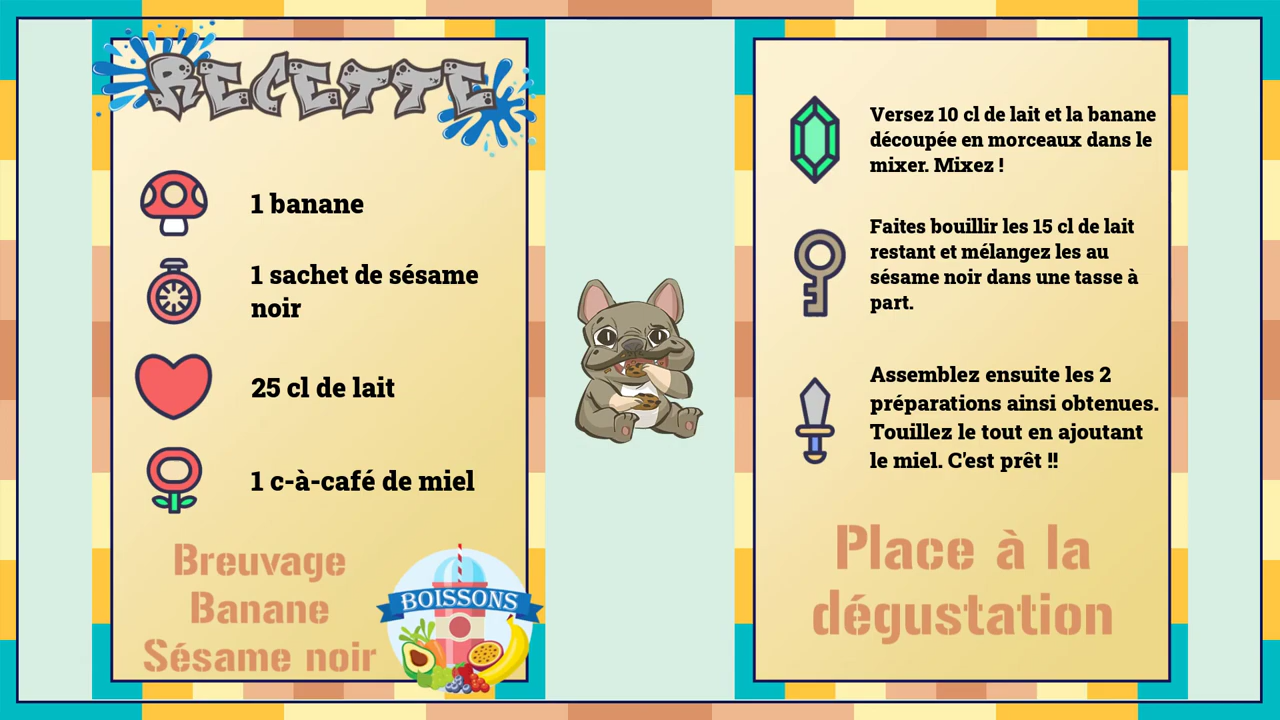 RECETTE
1 banane
1 sachet de sésame
noir
25 cl de lait
1 c-à-café de miel
Breuvage
Banane
Sésame noir
BOISSONS
Versez 10 cl de lait et la banane
découpée en morceaux dans le
mixer. Mixez !
Faites bouillir les 15 cl de lait
restant et mélangez les au
sésame noir dans une tasse à
part.
Assemblez ensuite les 2
préparations ainsi obtenues.
Touillez le tout en ajoutant
le miel. C'est prêt !!
Place à la
dégustation